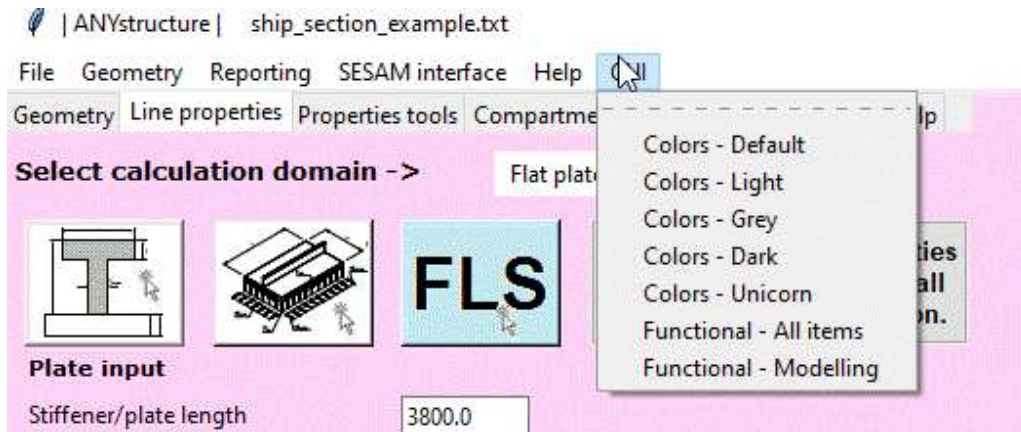 | ANYstructure | ship_section_example.txt
File Geometry Reporting SESAM interface Help
Geometry Line properties Properties tools
Select calculation domain -> Flat
Colors - Default
Colors - Light
Colors - Grey
Colors - Dark
Colors - Unicorn
Functional - All items
Functional - Modelling
FLS
all
Plate input
Stiffener/plate length 3800.0